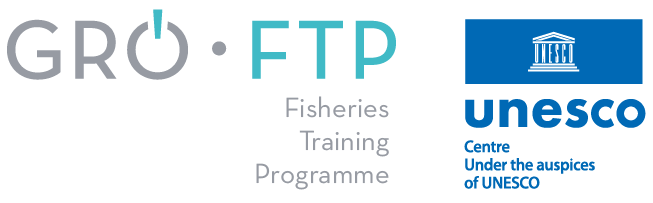 GRÓ • FTP
Fisheries
Training
Programme
UNESCO
unesco
Centre
Under the auspices
of UNESCO